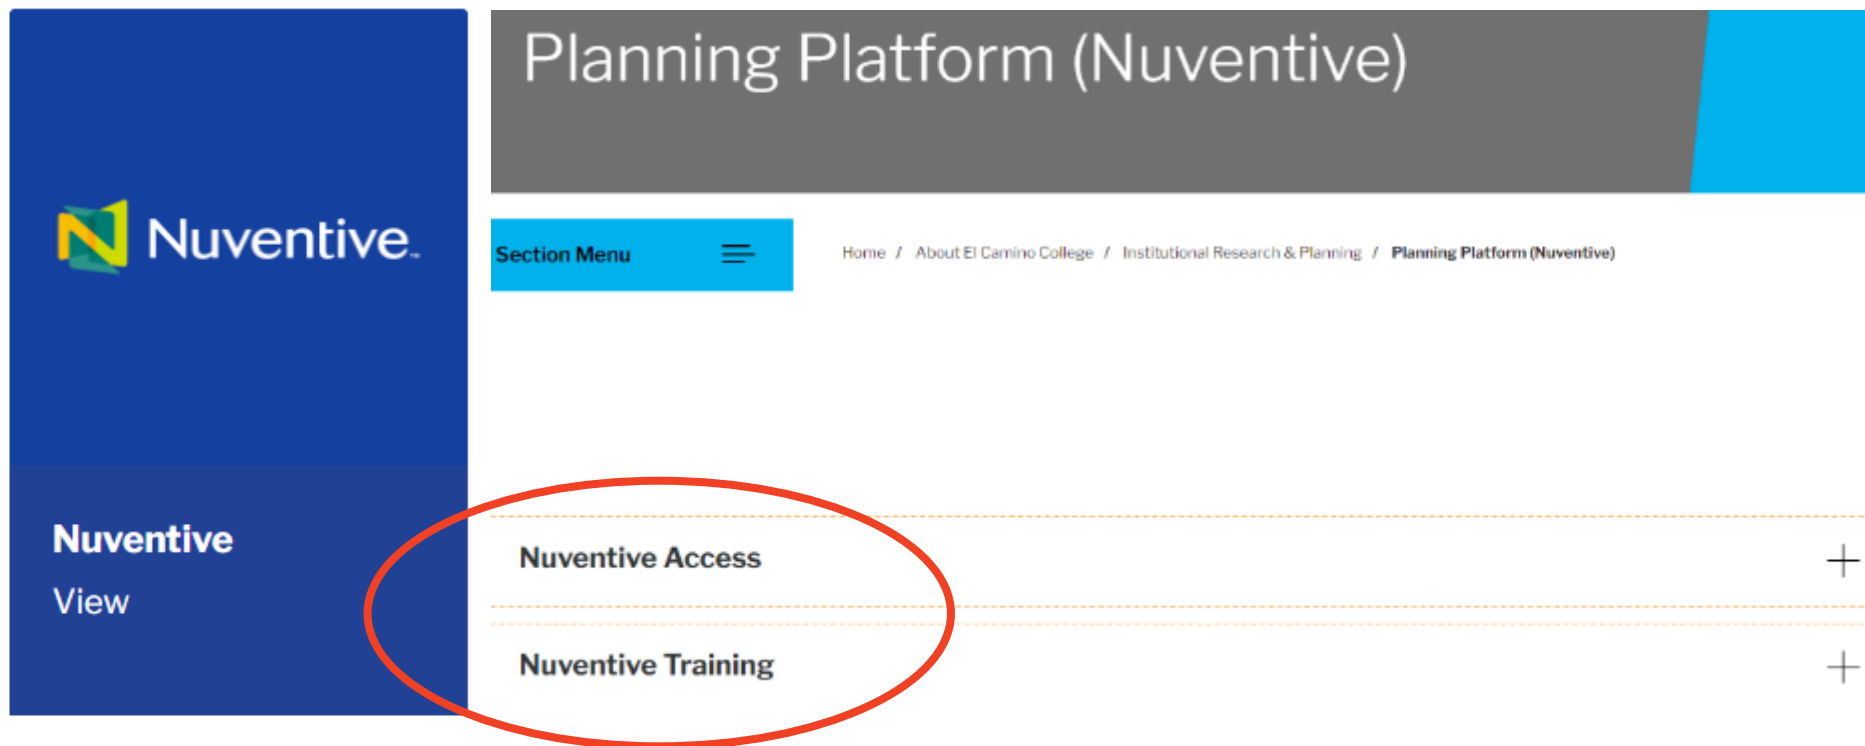 Nuventive™
Nuventive
View
Planning Platform (Nuventive)
Section Menu
Home / About El Camino College / Institutional Research & Planning / Planning Platform (Nuventive)
Nuventive Access
Nuventive Training